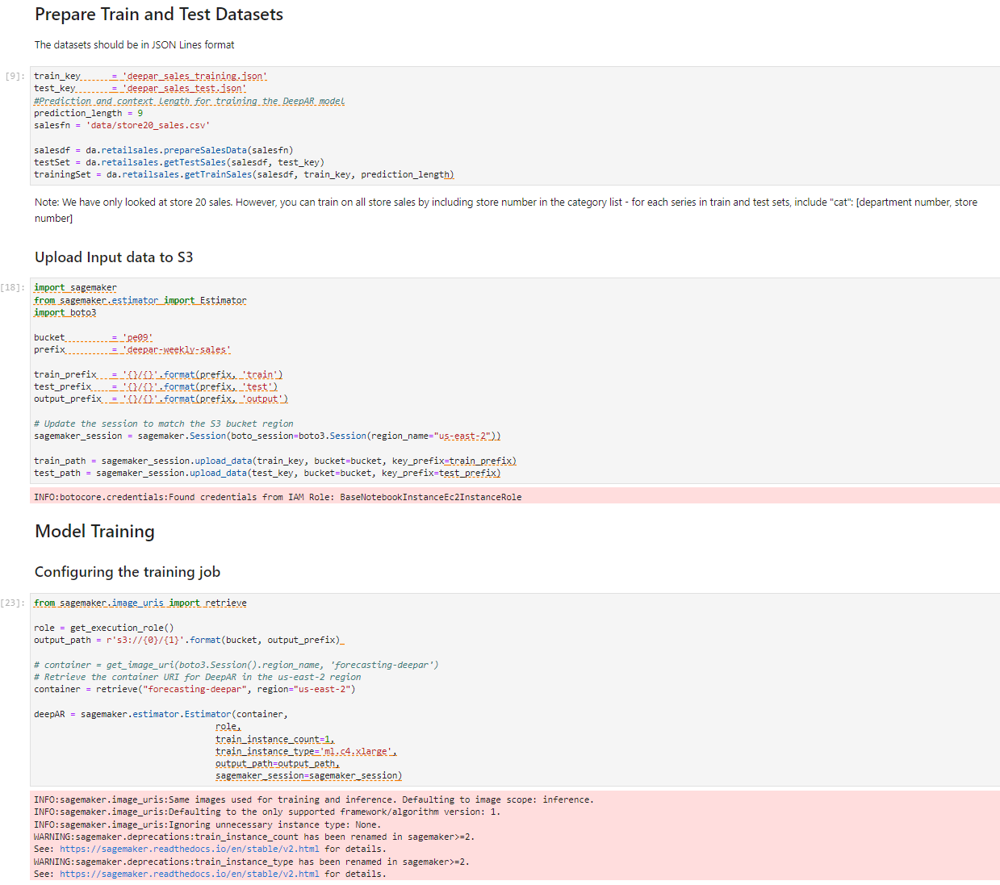 Prepare Train and Test Datasets
The datasets should be in JSON Lines format
[9]:
train_key      = 'deepar_sales_training.json'
test_key       = 'deepar_sales_test.json'
#Prediction and context length for training the DeepAR model
prediction_length = 9
salesfn = 'data/store20_sales.csv'
salesdf = da.retailsales.prepareSalesData(salesfn)
testSet = da.retailsales.getTestSales(salesdf, test_key)
trainingSet = da.retailsales.getTrainSales(salesdf, train_key, prediction_length)
Note: We have only looked at store 20 sales. However, you can train on all store sales by including store number in the category list - for each series in train and test sets, include "cat": [department number, store
number]
Upload Input data to S3
[18]:
import sagemaker
from sagemaker.estimator import Estimator
import boto3
bucket         = 'pe09'
prefix         = 'deepar-weekly-sales'
train_prefix   = '{}/{}'.format(prefix, 'train')
test_prefix    = '{}/{}'.format(prefix, 'test')
output_prefix  = '{}/{}'.format(prefix, 'output')
# Update the session to match the S3 bucket region
sagemaker_session = sagemaker.Session(boto_session=boto3.Session(region_name="us-east-2"))
train_path = sagemaker_session.upload_data(train_key, bucket=bucket, key_prefix=train_prefix)
test_path = sagemaker_session.upload_data(test_key, bucket=bucket, key_prefix=test_prefix)
INFO:botocore.credentials:Found credentials from IAM Role: BaseNotebookInstanceEc2InstanceRole
Model Training
Configuring the training job
[23]:
from sagemaker.image_uris import retrieve
role = get_execution_role()
output_path = r's3://{0}/{1}'.format(bucket, output_prefix)
# container = get_image_uri(boto3.Session().region_name, 'forecasting-deepar')
# Retrieve the container URI for DeepAR in the us-east-2 region
container = retrieve("forecasting-deepar", region="us-east-2")
deepAR = sagemaker.estimator.Estimator(container,
role,
train_instance_count=1,
train_instance_type='ml.c4.xlarge',
output_path=output_path,
sagemaker_session=sagemaker_session)
INFO:sagemaker.image_uris:Same images used for training and inference. Defaulting to image scope: inference.
INFO:sagemaker.image_uris:Defaulting to the only supported framework/algorithm version: 1.
INFO:sagemaker.image_uris:Ignoring unnecessary instance type: None.
WARNING:sagemaker.deprecations:train_instance_count has been renamed in sagemaker>=2.
See: https://sagemaker.readthedocs.io/en/stable/v2.html for details.
WARNING:sagemaker.deprecations:train_instance_type has been renamed in sagemaker>=2.
See: https://sagemaker.readthedocs.io/en/stable/v2.html for details.